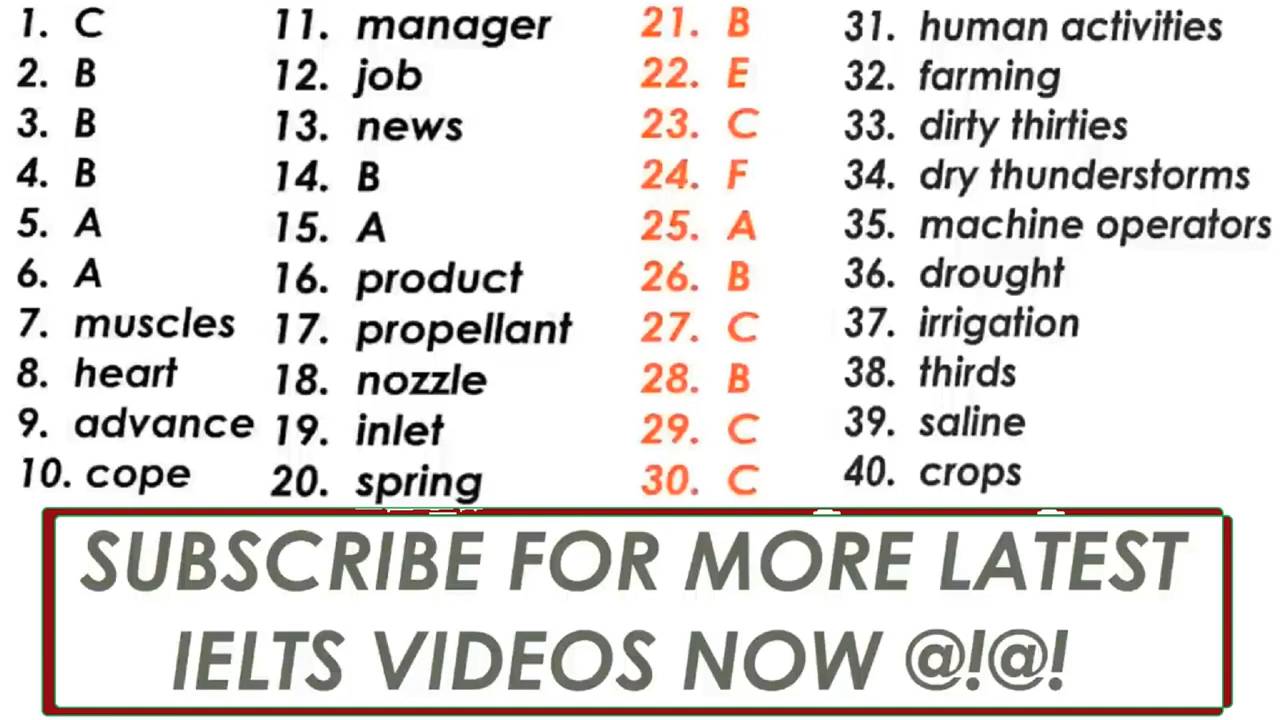 1. C
2. B
3. B
4. B
5. A
6. A
7. muscles
8. heart
9. advance
10. cope
11. manager
12. job
13. news
14. B
15. A
16. product
17. propellant
18. nozzle
19. inlet
20. spring
21. B
22. E
23. C
24. F
25. A
26. B
27. C
28. B
29. C
30. C
31. human activities
32. farming
33. dirty thirties
34. dry thunderstorms
35. machine operators
36. drought
37. irrigation
38. thirds
39. saline
40. crops
SUBSCRIBE FOR MORE LATEST
IELTS VIDEOS NOW @!@!